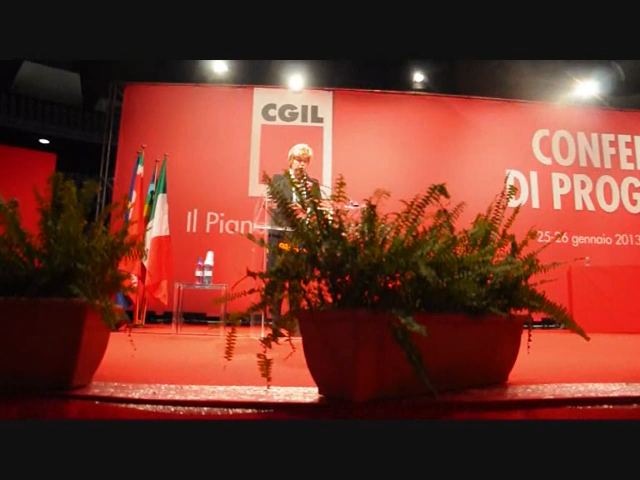 CGIL
CONFE
DI PROG
Il Pian
25-26 gennaio 2013